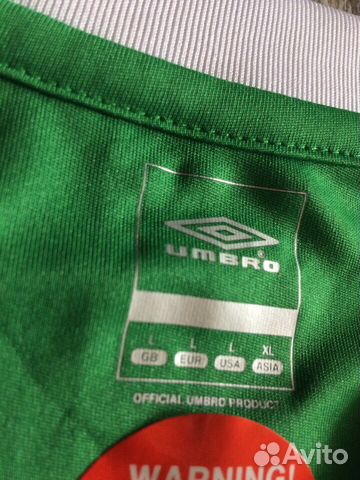 UMBRO
L L L XL
GB EUR USA ASIA
OFFICIAL UMBRO PRODUCT
WARNING!
Avito